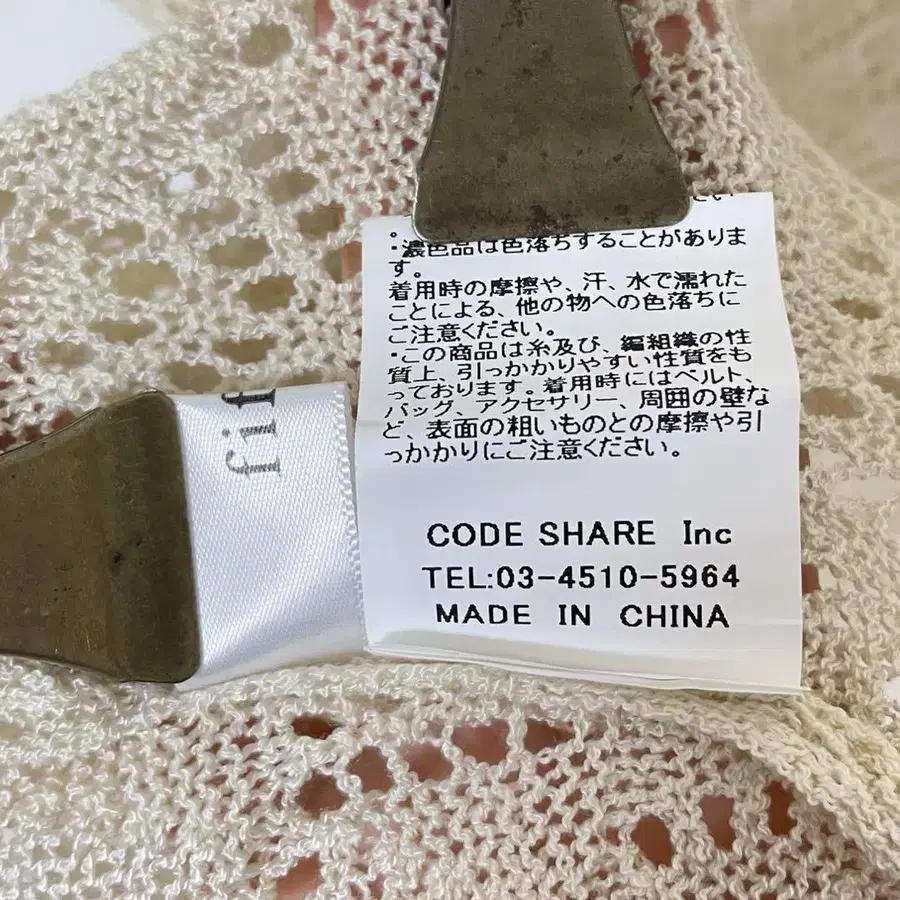 ・濃色品は色落ちすることがありま
す。
着用時の摩擦や、汗、水で濡れた
ことによる、他の物への色落ちに
ご注意ください。
・この商品は糸及び、編組織の性
質上、引っかかりやすい性質をも
っております。着用時にはベルト、
バッグ、アクセサリー、周囲の壁な
ど、表面の粗いものとの摩擦や引
っかかりにご注意ください。
CODE SHARE Inc
TEL:03-4510-5964
MADE IN CHINA
fi